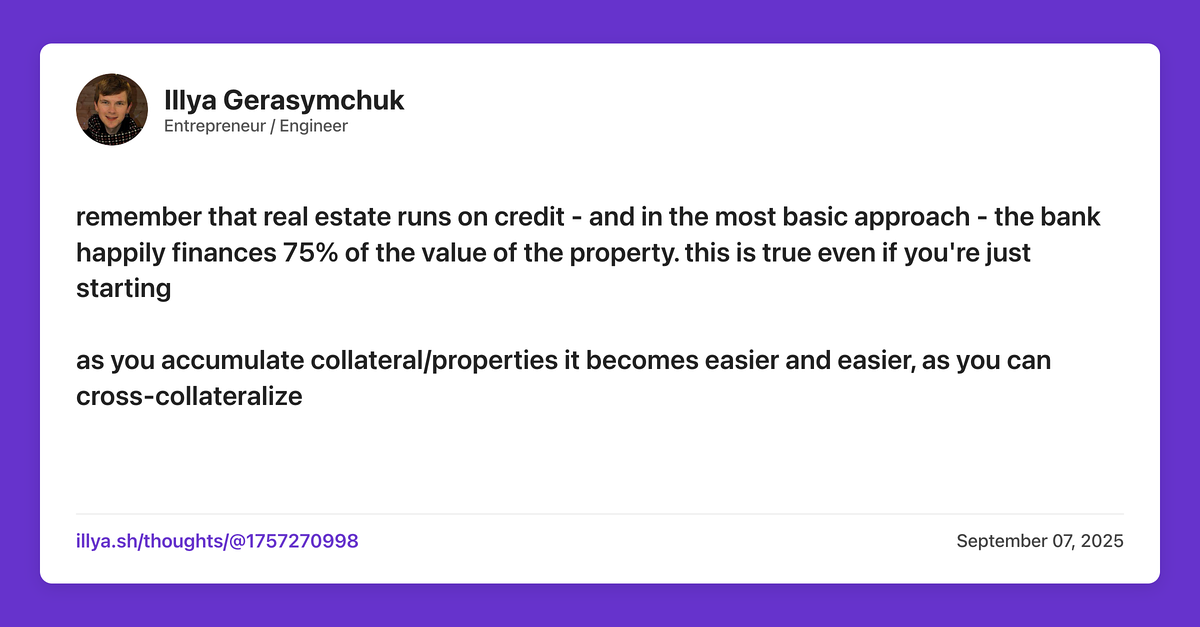 Illya Gerasymchuk
Entrepreneur / Engineer
remember that real estate runs on credit - and in the most basic approach - the bank
happily finances 75% of the value of the property. this is true even if you're just
starting
as you accumulate collateral/properties it becomes easier and easier, as you can
cross-collateralize
illya.sh/thoughts/@1757270998
September 07, 2025